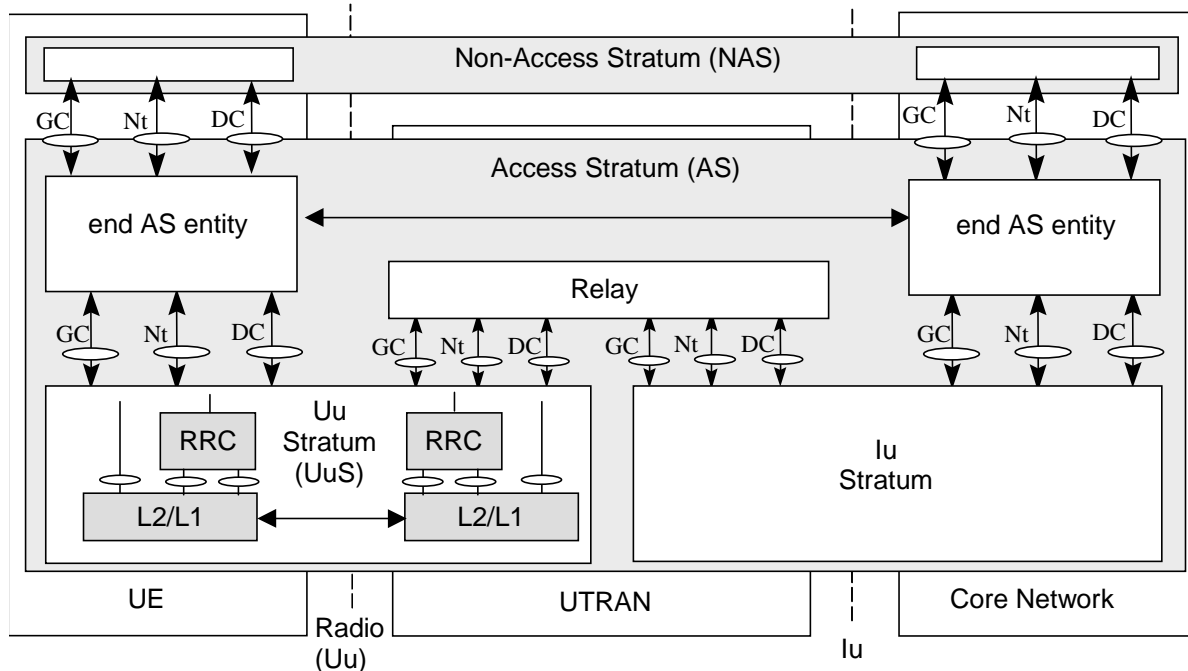 Non-Access Stratum (NAS)
GC Nt DC
GC Nt DC
Access Stratum (AS)
end AS entity
end AS entity
Relay
GC Nt DC
GC Nt DC
GC Nt DC
GC Nt DC
RRC
Uu
Stratum
(UuS)
RRC
L2/L1
L2/L1
Iu
Stratum
UE
UTRAN
Core Network
Radio
(Uu)
Iu